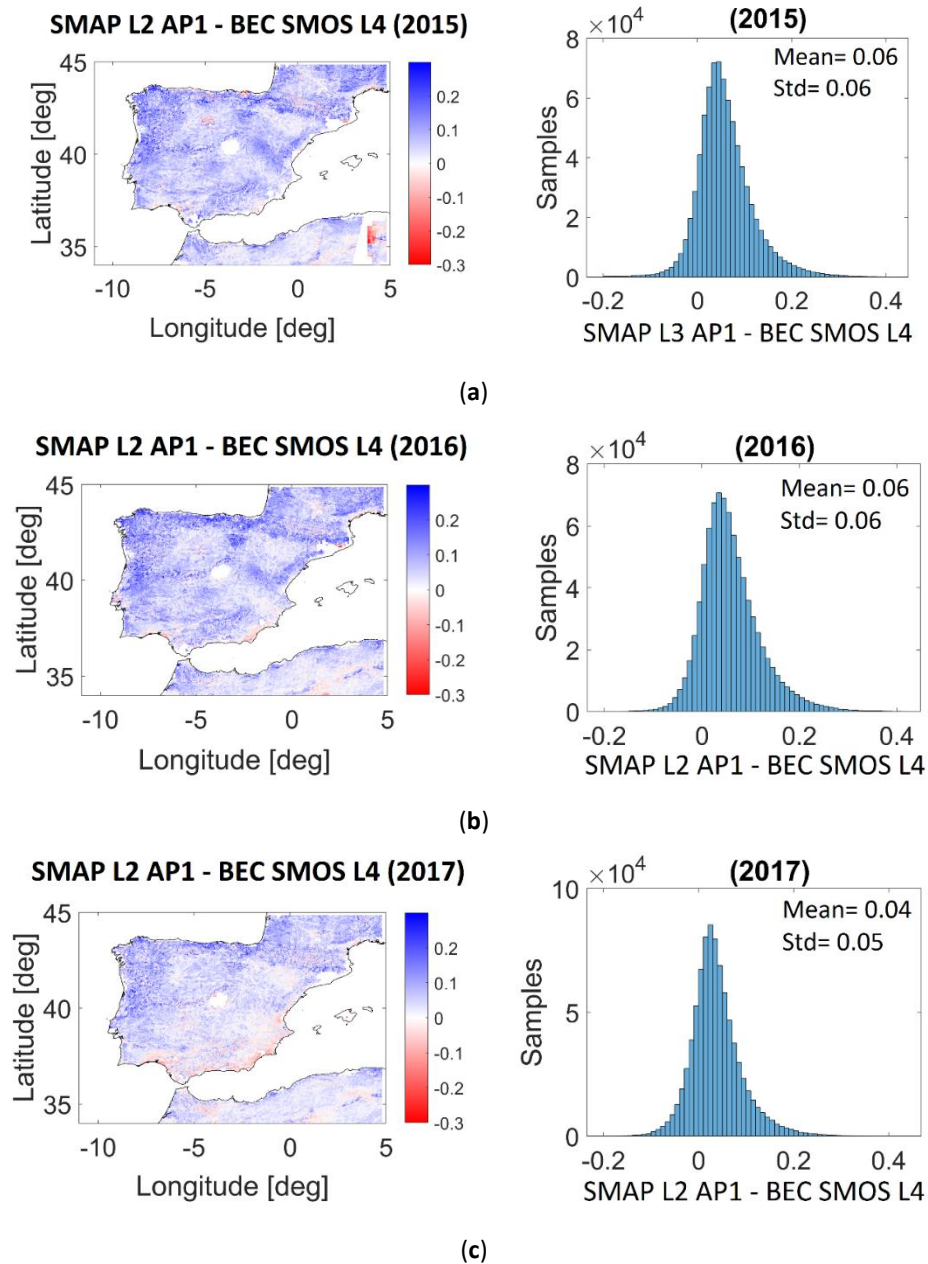 SMAP L2 AP1 - BEC SMOS L4 (2015)
45
40
35
Latitude [deg]
-10 -5 0 5
Longitude [deg]
0.2
0.1
0
-0.1
-0.2
-0.3
(2015)
×10⁴
8
6
4
2
0
Samples
Mean= 0.06
Std= 0.06
-0.2 0 0.2 0.4
SMAP L3 AP1 - BEC SMOS L4
(a)
SMAP L2 AP1 - BEC SMOS L4 (2016)
45
40
35
Latitude [deg]
-10 -5 0 5
Longitude [deg]
0.2
0.1
0
-0.1
-0.2
-0.3
(2016)
×10⁴
8
6
4
2
0
Samples
Mean= 0.06
Std= 0.06
-0.2 0 0.2 0.4
SMAP L2 AP1 - BEC SMOS L4
(b)
SMAP L2 AP1 - BEC SMOS L4 (2017)
45
40
35
Latitude [deg]
-10 -5 0 5
Longitude [deg]
0.2
0.1
0
-0.1
-0.2
-0.3
(2017)
×10⁴
10
5
0
Samples
Mean= 0.04
Std= 0.05
-0.2 0 0.2 0.4
SMAP L2 AP1 - BEC SMOS L4
(c)